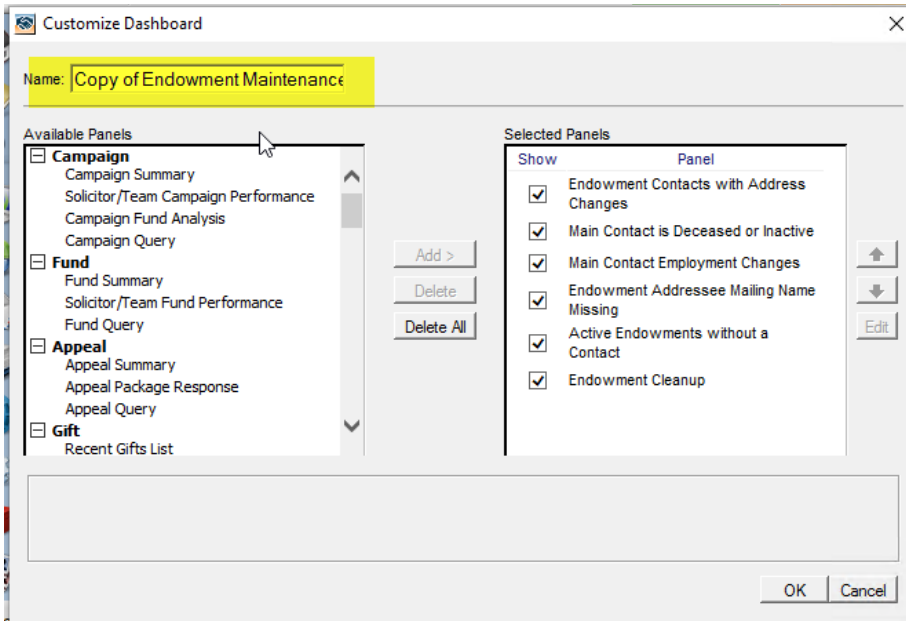 Customize Dashboard
Name: Copy of Endowment Maintenance
Available Panels
Campaign
Campaign Summary
Solicitor/Team Campaign Performance
Campaign Fund Analysis
Campaign Query
Fund
Fund Summary
Solicitor/Team Fund Performance
Fund Query
Appeal
Appeal Summary
Appeal Package Response
Appeal Query
Gift
Recent Gifts List
Add >
Delete
Delete All
Selected Panels
Show Panel
Endowment Contacts with Address
Changes
Main Contact is Deceased or Inactive
Main Contact Employment Changes
Endowment Addressee Mailing Name
Missing
Active Endowments without a
Contact
Endowment Cleanup
Edit
OK Cancel